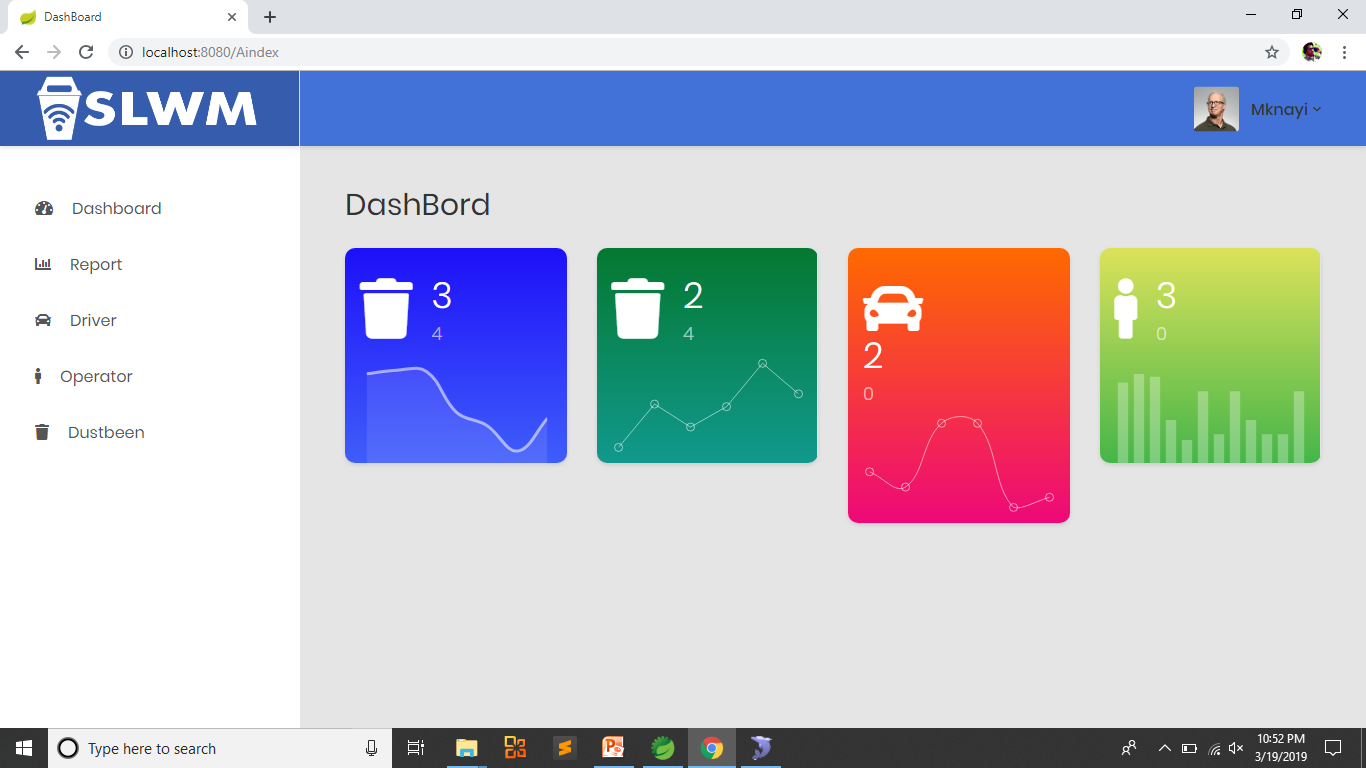 DashBoard
localhost:8080/Aindex
SLWM
Mknayi
Dashboard
Report
Driver
Operator
Dustbeen
DashBord
3
4
2
4
2
0
3
0
Type here to search
10:52 PM
3/19/2019